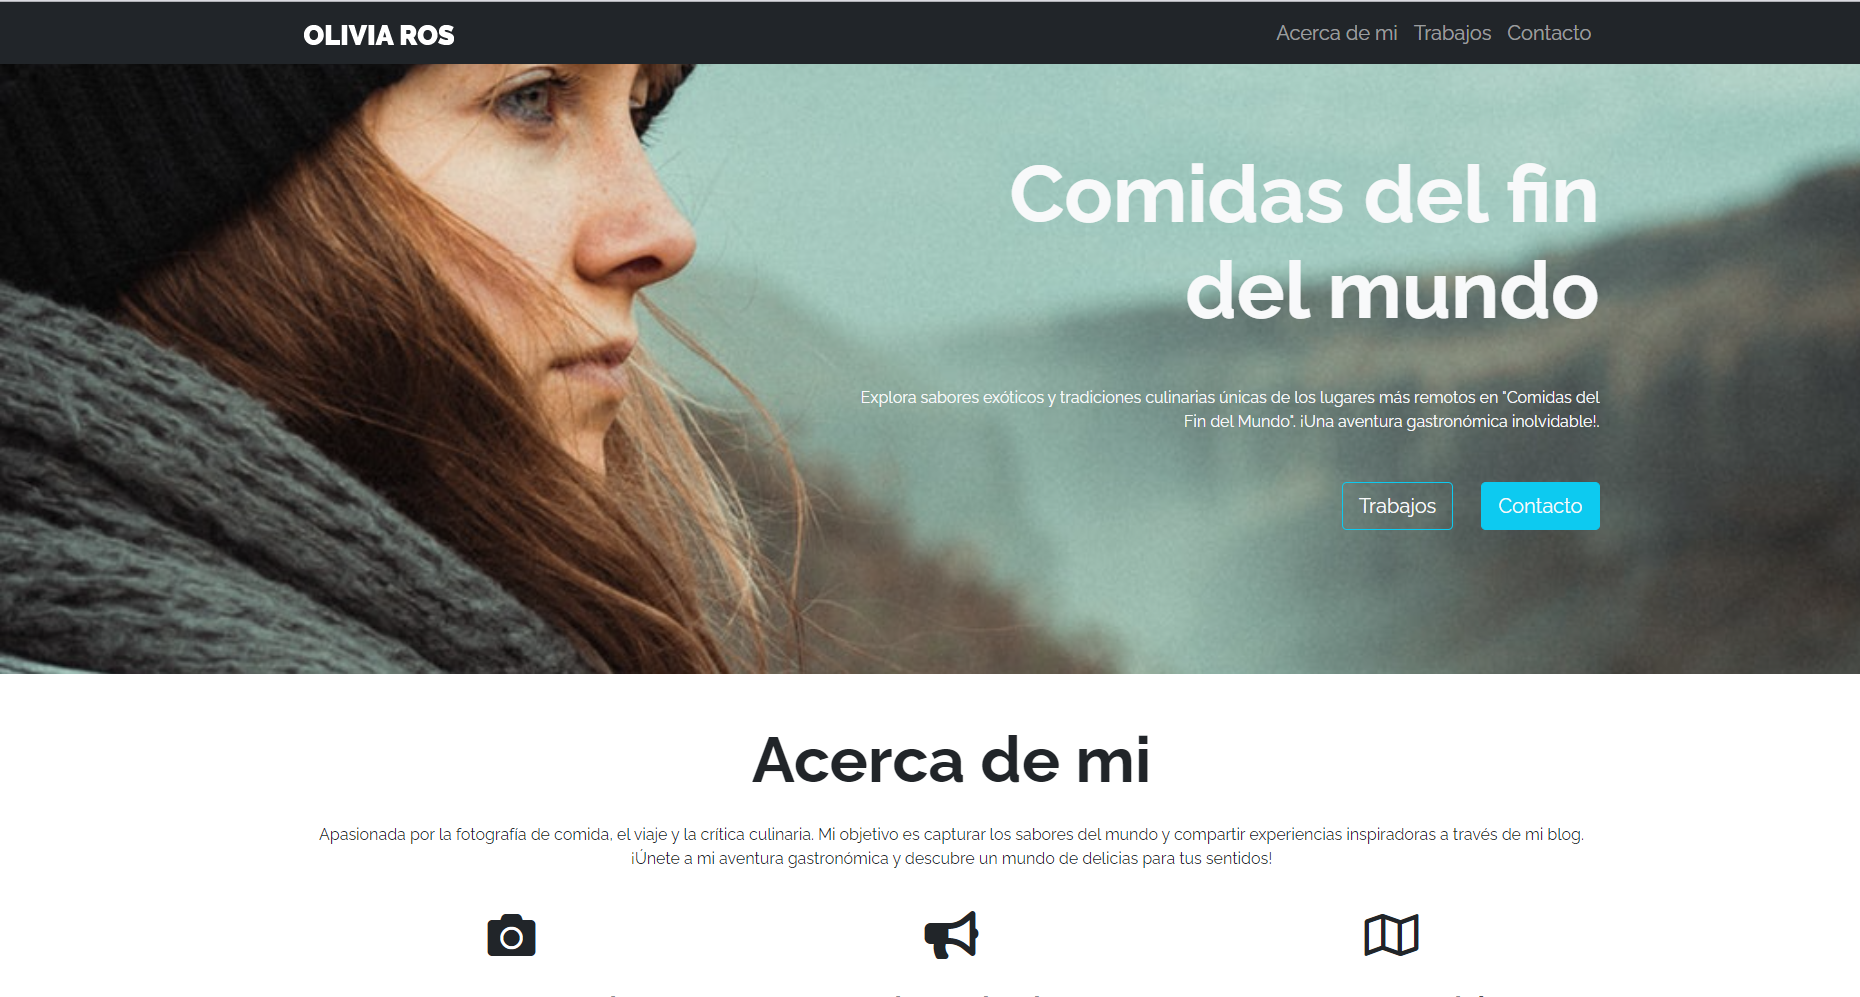 OLIVIA ROS
Acerca de mi Trabajos Contacto
Comidas del fin
del mundo
Explora sabores exóticos y tradiciones culinarias únicas de los lugares más remotos en "Comidas del
Fin del Mundo". ¡Una aventura gastronómica inolvidable!.
Trabajos Contacto
Acerca de mi
Apasionada por la fotografía de comida, el viaje y la crítica culinaria. Mi objetivo es capturar los sabores del mundo y compartir experiencias inspiradoras a través de mi blog.
¡Únete a mi aventura gastronómica y descubre un mundo de delicias para tus sentidos!